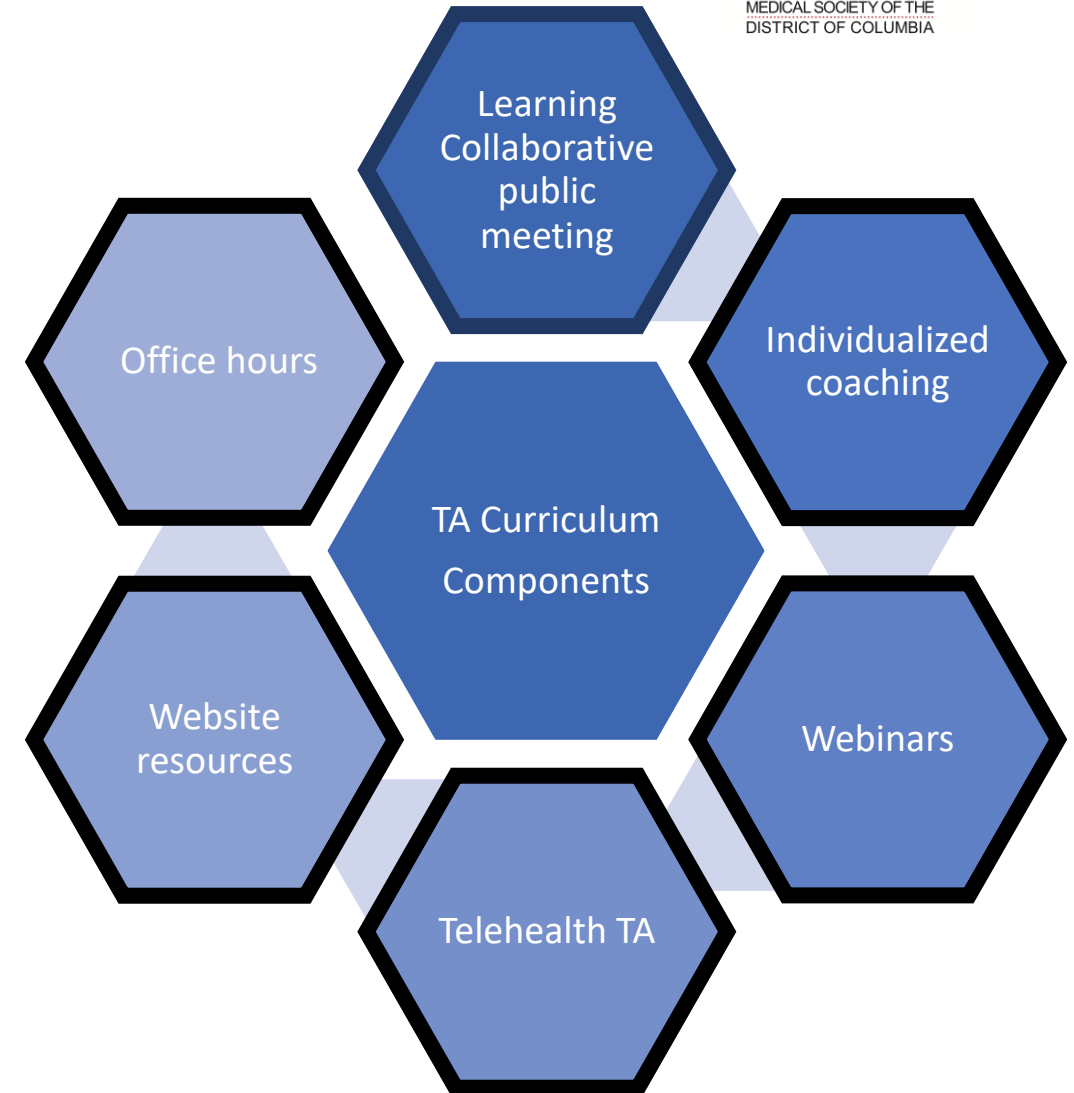 MEDICAL SOCIETY OF THE
DISTRICT OF COLUMBIA
Learning
Collaborative
public
meeting
Individualized
coaching
Office hours
TA Curriculum
Components
Website
resources
Webinars
Telehealth TA